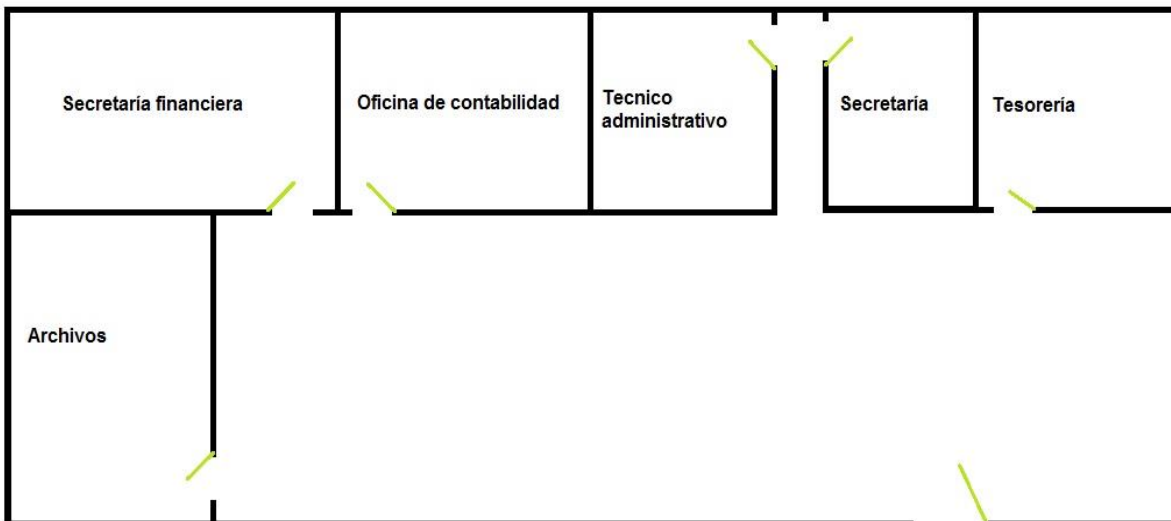 Secretaría financiera
Oficina de contabilidad
Tecnico
administrativo
Secretaría
Tesorería
Archivos